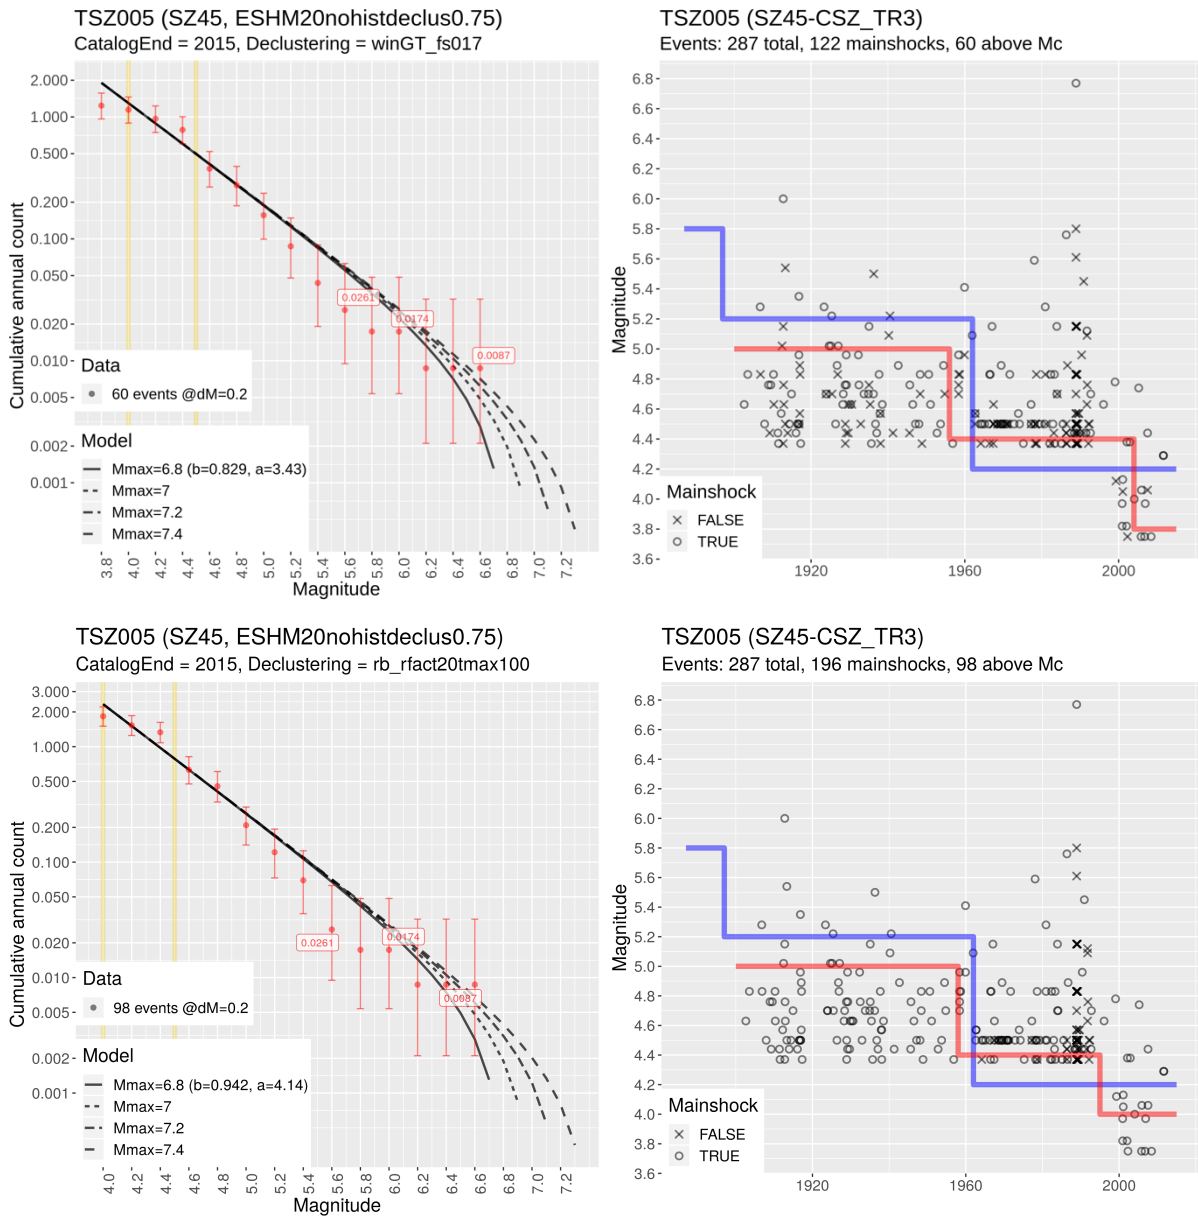 TSZ005 (SZ45, ESHM20nohistdeclus0.75)
CatalogEnd = 2015, Declustering = winGT_fs017
Cumulative annual count
2.000
1.000
0.500
0.200
0.100
0.050
0.020
0.010
0.005
0.002
0.001
0.0261
0.0174
0.0087
Data
60 events @dM=0.2
Model
Mmax=6.8 (b=0.829, a=3.43)
Mmax=7
Mmax=7.2
Mmax=7.4
3.8 4.0 4.2 4.4 4.6 4.8 5.0 5.2 5.4 5.6 5.8 6.0 6.2 6.4 6.6 6.8 7.0 7.2
Magnitude
TSZ005 (SZ45-CSZ_TR3)
Events: 287 total, 122 mainshocks, 60 above Mc
Magnitude
6.8
6.6
6.4
6.2
6.0
5.8
5.6
5.4
5.2
5.0
4.8
4.6
4.4
4.2
4.0
3.8
3.6
Mainshock
FALSE
TRUE
1920 1960 2000
TSZ005 (SZ45, ESHM20nohistdeclus0.75)
CatalogEnd = 2015, Declustering = rb_rfact20tmax100
Cumulative annual count
3.000
2.000
1.000
0.500
0.200
0.100
0.050
0.020
0.010
0.005
0.002
0.001
0.0261
0.0174
0.0087
Data
98 events @dM=0.2
Model
Mmax=6.8 (b=0.942, a=4.14)
Mmax=7
Mmax=7.2
Mmax=7.4
4.0 4.2 4.4 4.6 4.8 5.0 5.2 5.4 5.6 5.8 6.0 6.2 6.4 6.6 6.8 7.0 7.2
Magnitude
TSZ005 (SZ45-CSZ_TR3)
Events: 287 total, 196 mainshocks, 98 above Mc
Magnitude
6.8
6.6
6.4
6.2
6.0
5.8
5.6
5.4
5.2
5.0
4.8
4.6
4.4
4.2
4.0
3.8
3.6
Mainshock
FALSE
TRUE
1920 1960 2000